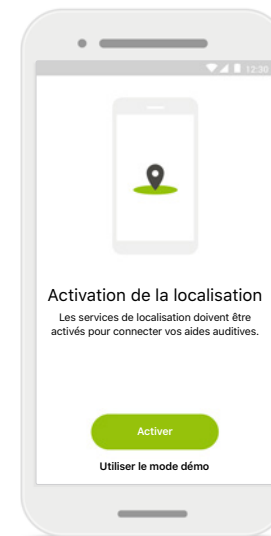 12:30
Activation de la localisation
Les services de localisation doivent être
activés pour connecter vos aides auditives.
Activer
Utiliser le mode démo